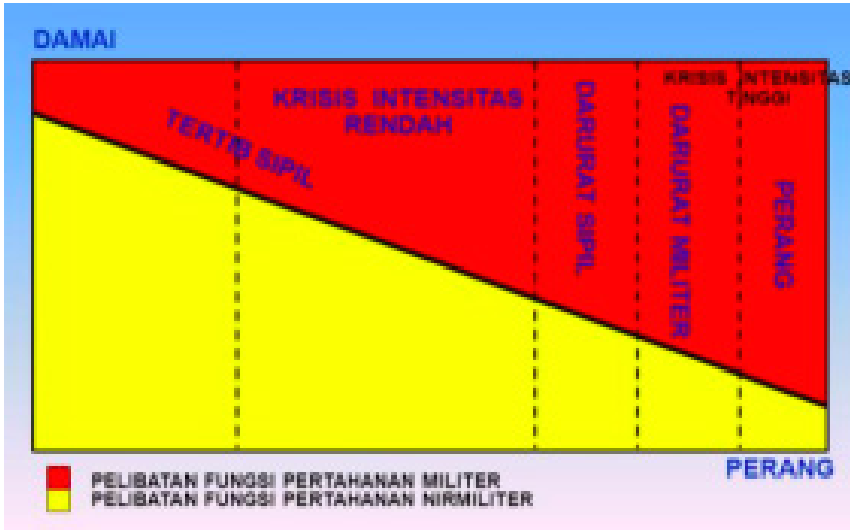 DAMAI
KRISIS INTENSITAS
TINGGI
KRISIS INTENSITAS
RENDAH
TERTIB SIPIL
DARURAT SIPIL
DARURAT MILITER
PERANG
PERANG
PELIBATAN FUNGSI PERTAHANAN MILITER
PELIBATAN FUNGSI PERTAHANAN NIRMILITER